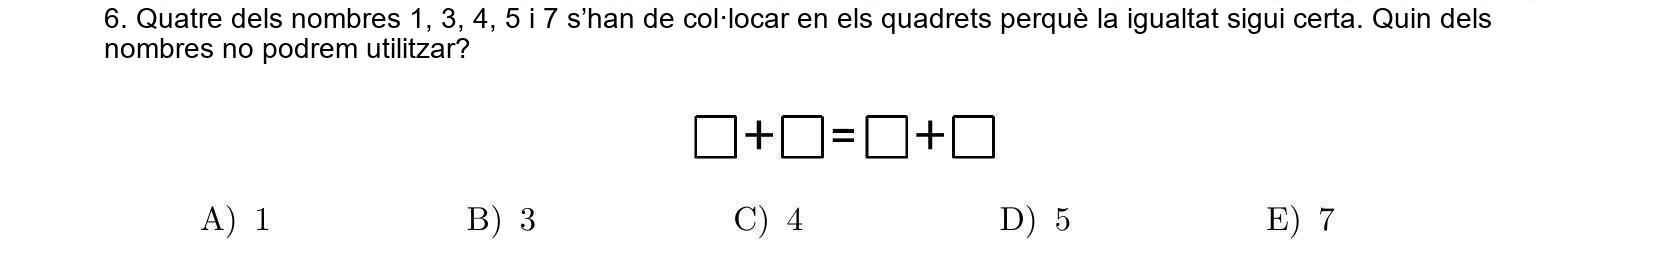 6. Quatre dels nombres 1, 3, 4, 5 i 7 s’han de col·locar en els quadrets perquè la igualtat sigui certa. Quin dels
nombres no podrem utilitzar?
□+□=□+□
A) 1 B) 3 C) 4 D) 5 E) 7